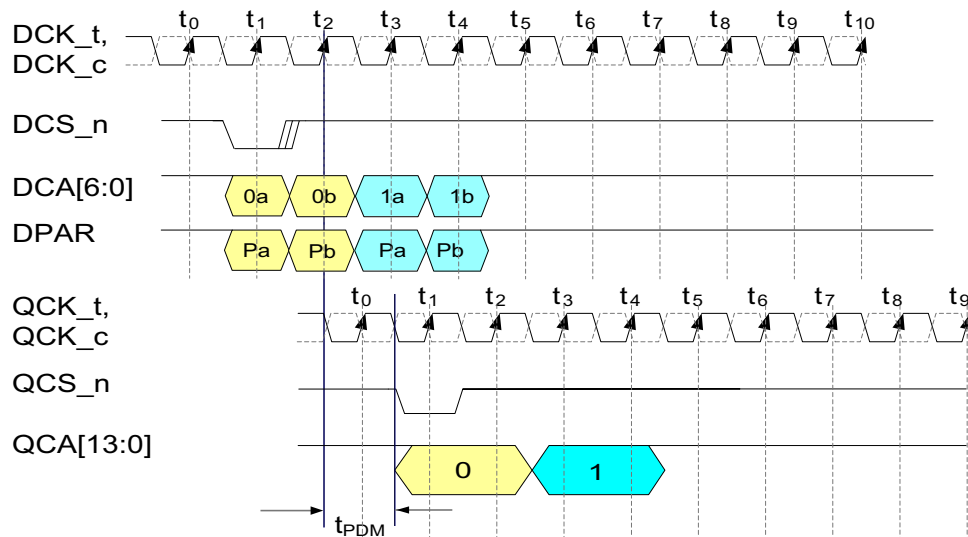 t0 t1 t2 t3 t4 t5 t6 t7 t8 t9 t10
DCK_t,
DCK_c
DCS_n
DCA[6:0] 0a 0b 1a 1b
DPAR Pa Pb Pa Pb
t0 t1 t2 t3 t4 t5 t6 t7 t8 t9
QCK_t,
QCK_c
QCS_n
QCA[13:0] 0 1
tPDM